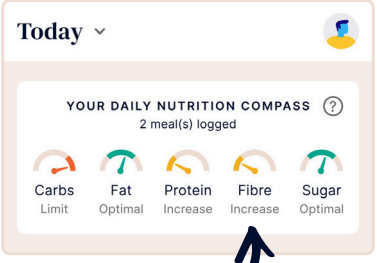 Today
YOUR DAILY NUTRITION COMPASS ?
2 meal(s) logged
Carbs Fat Protein Fibre Sugar
Limit Optimal Increase Increase Optimal